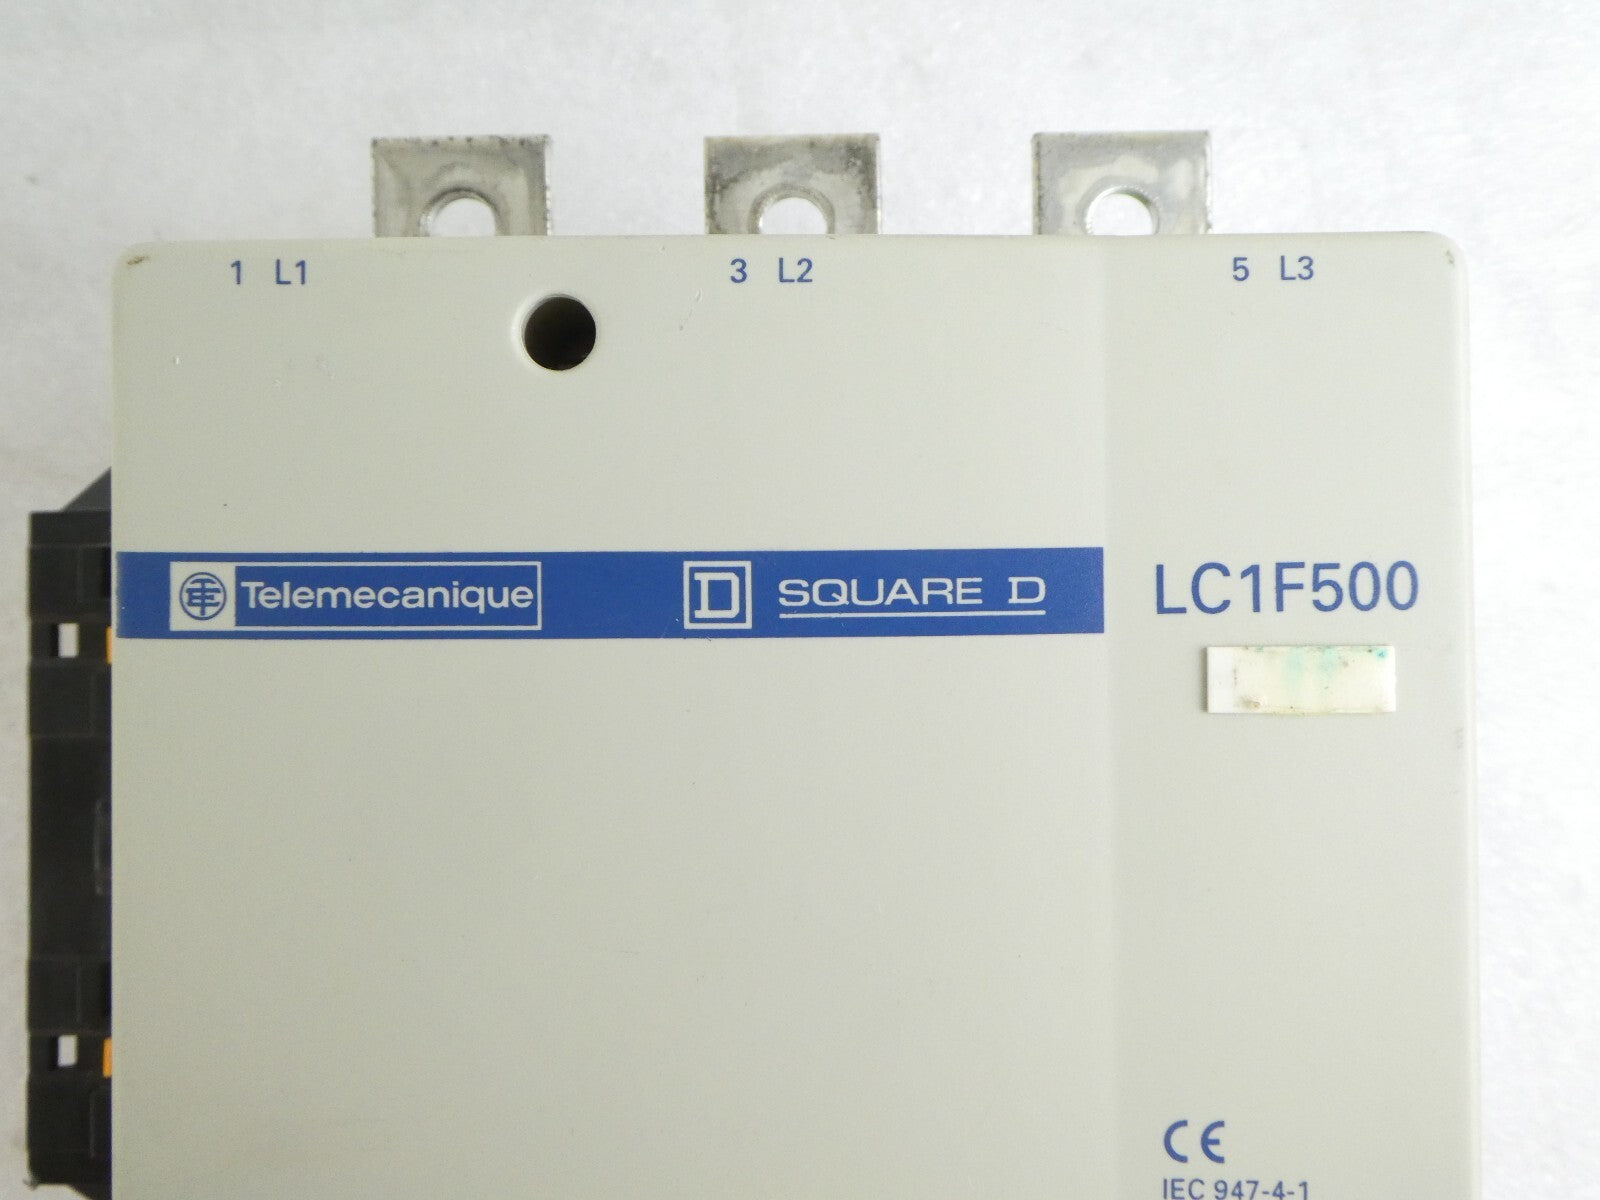 1 L1 3 L2 5 L3
Telemecanique D SQUARE D LC1F500
CE
IEC 947-4-1